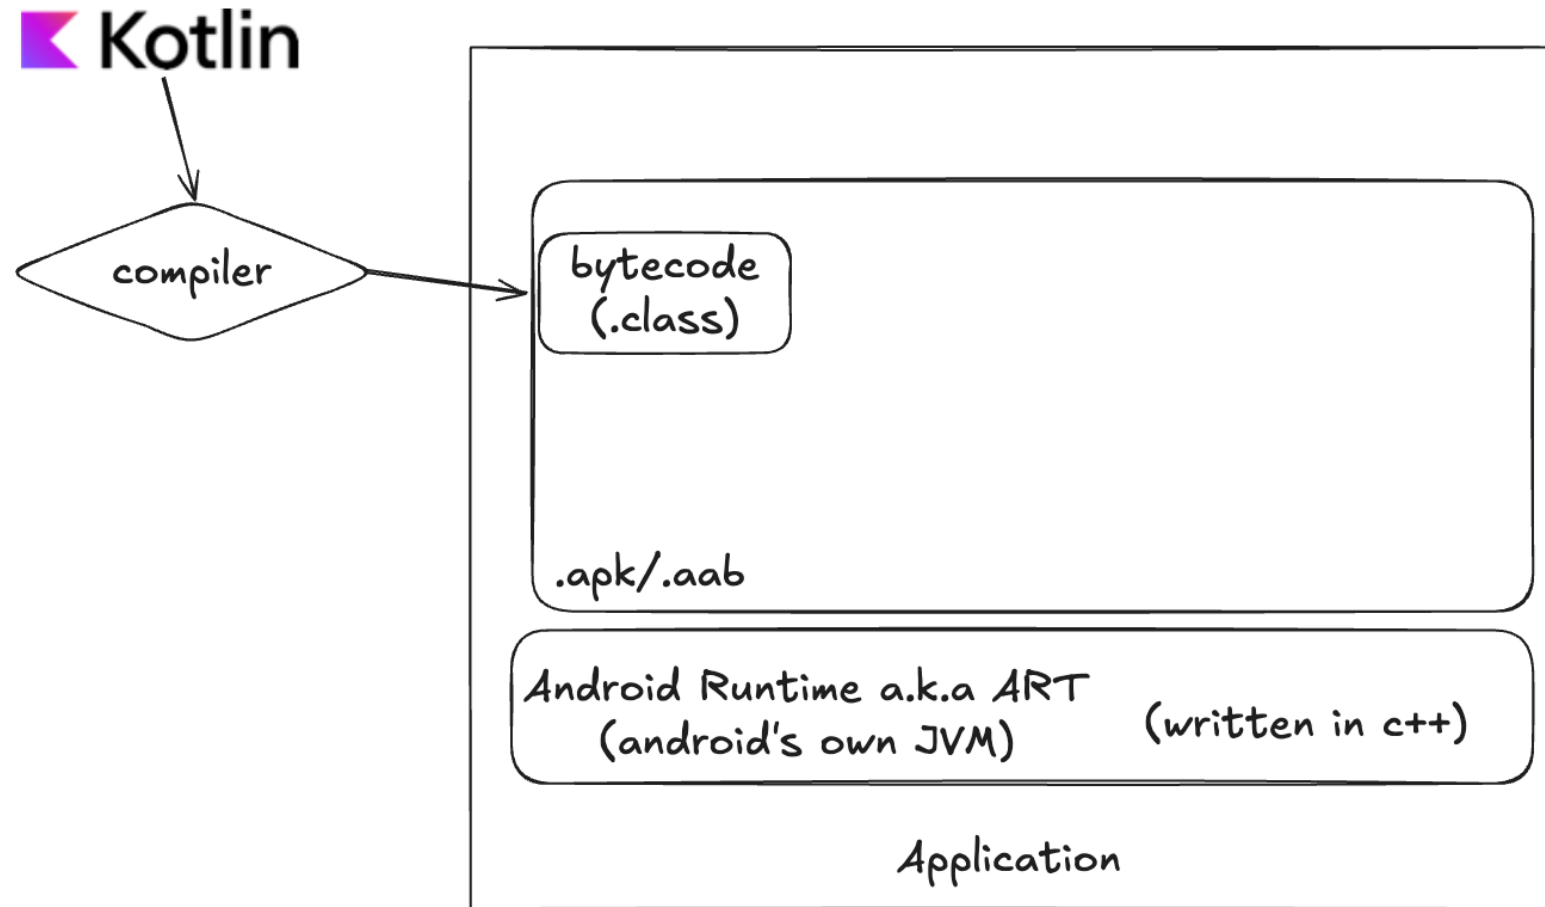 Kotlin
compiler
bytecode
(.class)
.apk/.aab
Android Runtime a.k.a ART
(android's own JVM)
(written in c++)
Application